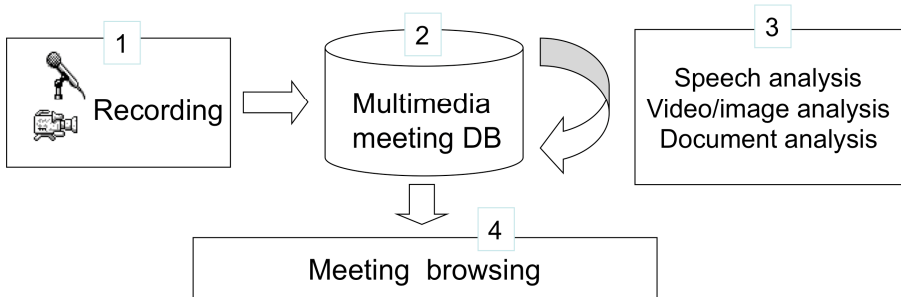 1
Recording
2
Multimedia
meeting DB
3
Speech analysis
Video/image analysis
Document analysis
4
Meeting browsing